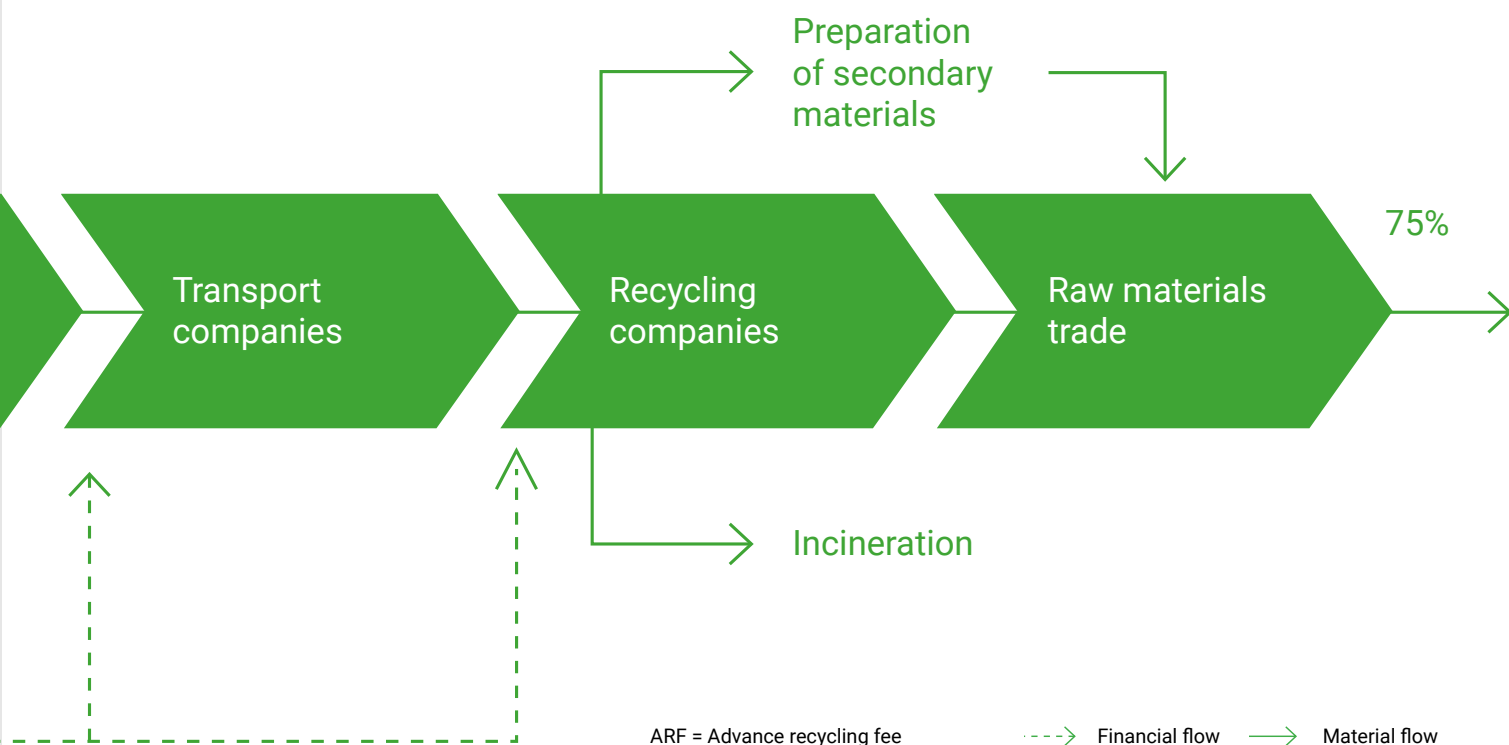 Preparation
of secondary
materials
75%
Transport
companies
Recycling
companies
Raw materials
trade
Incineration
ARF = Advance recycling fee
Financial flow
Material flow